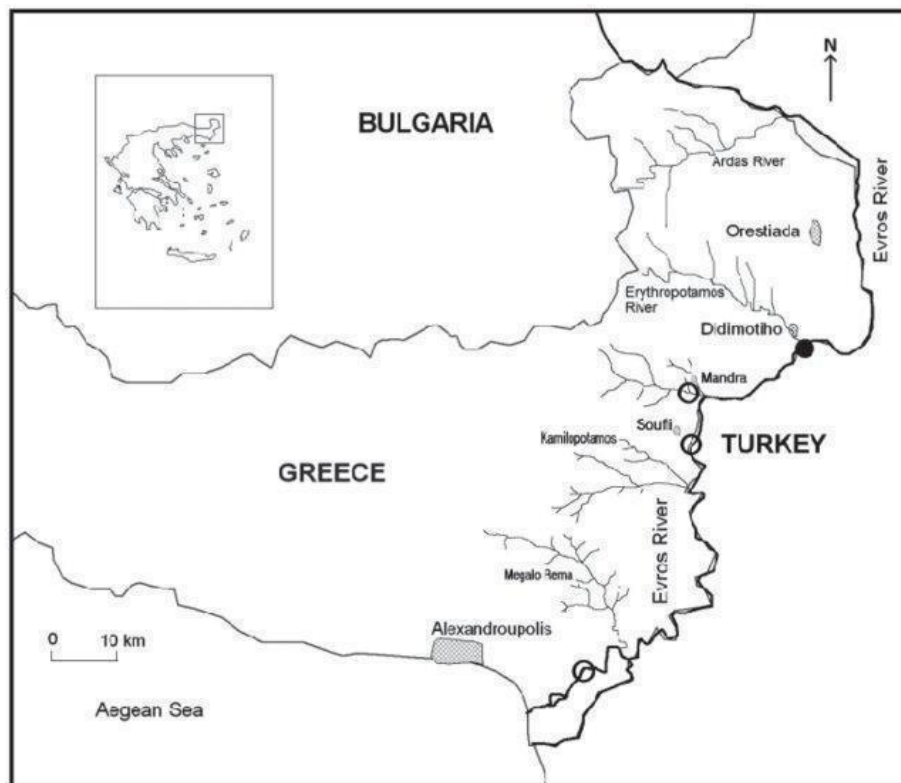 N
BULGARIA
Ardas River
Evros River
Orestiada
Erythropotamos
River
Didimotiho
Mandra
Soufli
TURKEY
Kamilopotamos
GREECE
Evros River
Megalo Rema
Alexandroupolis
0 10 km
Aegean Sea